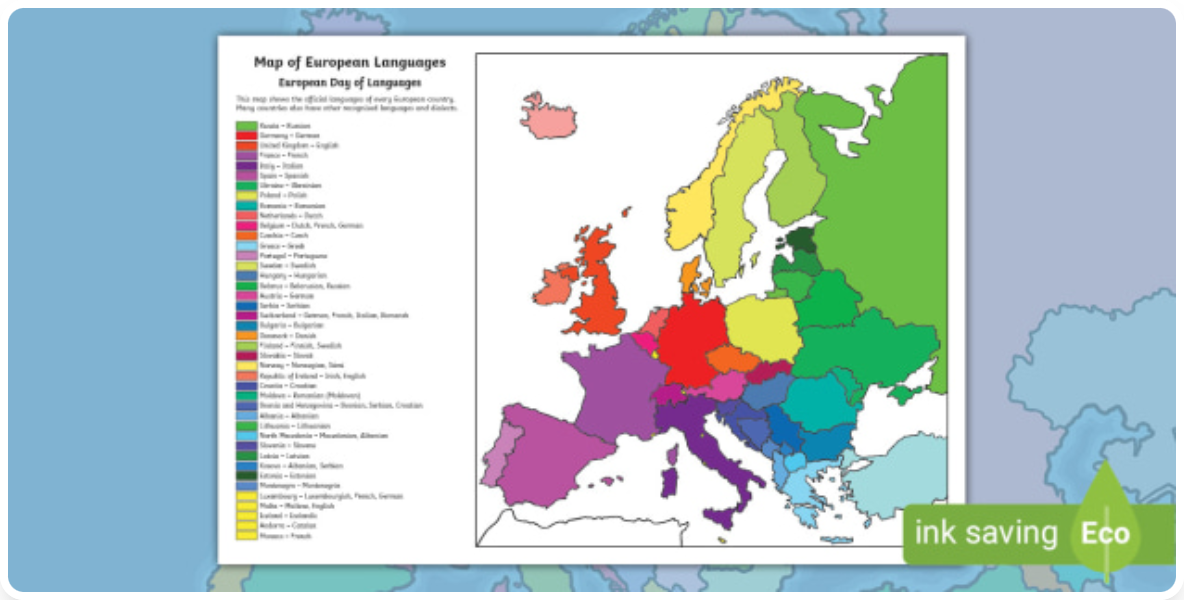 Map of European Languages
European Day of Languages
This map shows the official languages of every European country.
Many countries also have other recognised languages and dialects.
Russia – Russian
Germany – German
United Kingdom – English
France – French
Italy – Italian
Spain – Spanish
Ukraine – Ukrainian
Poland – Polish
Romania – Romanian
Netherlands – Dutch
Belgium – Dutch, French, German
Czechia – Czech
Greece – Greek
Portugal – Portuguese
Sweden – Swedish
Hungary – Hungarian
Belarus – Belarusian, Russian
Austria – German
Serbia – Serbian
Switzerland – German, French, Italian, Romansh
Bulgaria – Bulgarian
Denmark – Danish
Finland – Finnish, Swedish
Slovakia – Slovak
Norway – Norwegian, Sámi
Republic of Ireland – Irish, English
Croatia – Croatian
Moldova – Romanian (Moldovan)
Bosnia and Herzegovina – Bosnian, Serbian, Croatian
Albania – Albanian
Lithuania – Lithuanian
North Macedonia – Macedonian, Albanian
Slovenia – Slovene
Latvia – Latvian
Kosovo – Albanian, Serbian
Estonia – Estonian
Montenegro – Montenegrin
Luxembourg – Luxembourgish, French, German
Malta – Maltese, English
Iceland – Icelandic
Andorra – Catalan
Monaco – French
ink saving
Eco